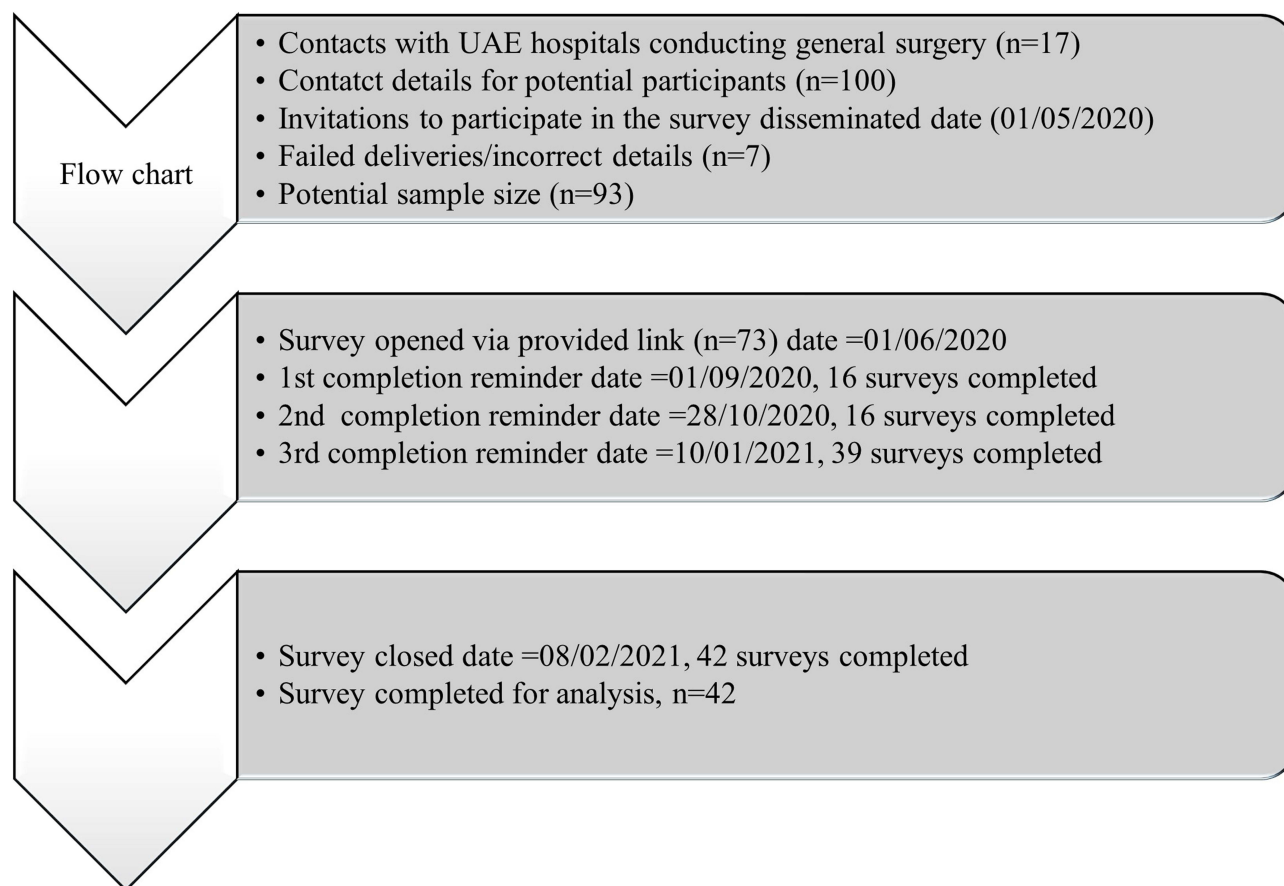 Flow chart
• Contacts with UAE hospitals conducting general surgery (n=17)
• Contatct details for potential participants (n=100)
• Invitations to participate in the survey disseminated date (01/05/2020)
• Failed deliveries/incorrect details (n=7)
• Potential sample size (n=93)
• Survey opened via provided link (n=73) date =01/06/2020
• 1st completion reminder date =01/09/2020, 16 surveys completed
• 2nd  completion reminder date =28/10/2020, 16 surveys completed
• 3rd completion reminder date =10/01/2021, 39 surveys completed
• Survey closed date =08/02/2021, 42 surveys completed
• Survey completed for analysis, n=42